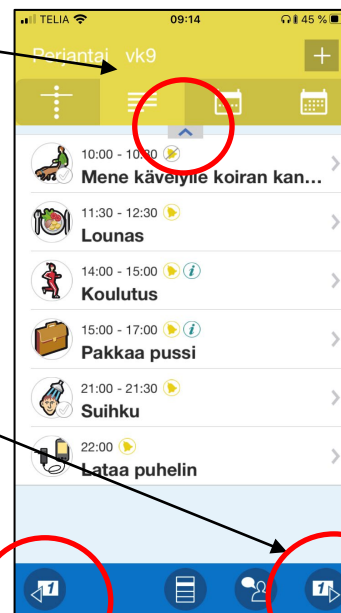 TELIA 09:14 45 %
Perjantai vk9
10:00 - 10:30
Mene kävelylle koiran kan...
11:30 - 12:30
Lounas
14:00 - 15:00 i
Koulutus
15:00 - 17:00 i
Pakkaa pussi
21:00 - 21:30
Suihku
22:00
Lataa puhelin
1 1